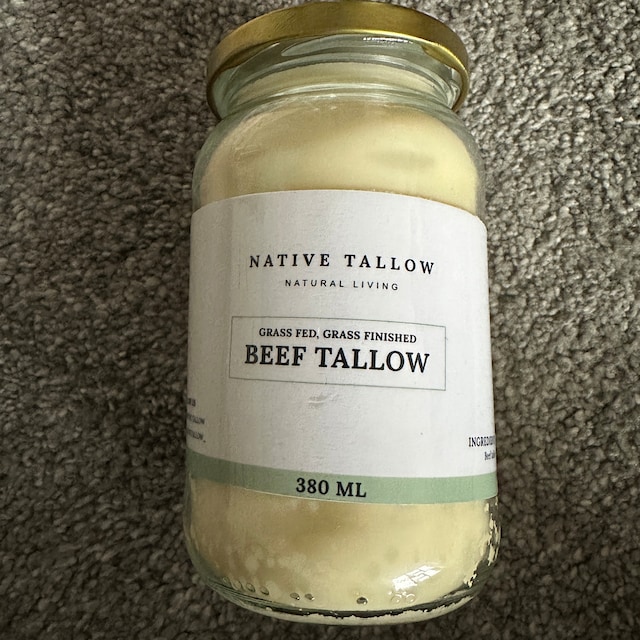 NATIVE TALLOW
NATURAL LIVING
GRASS FED, GRASS FINISHED
BEEF TALLOW
380 ML